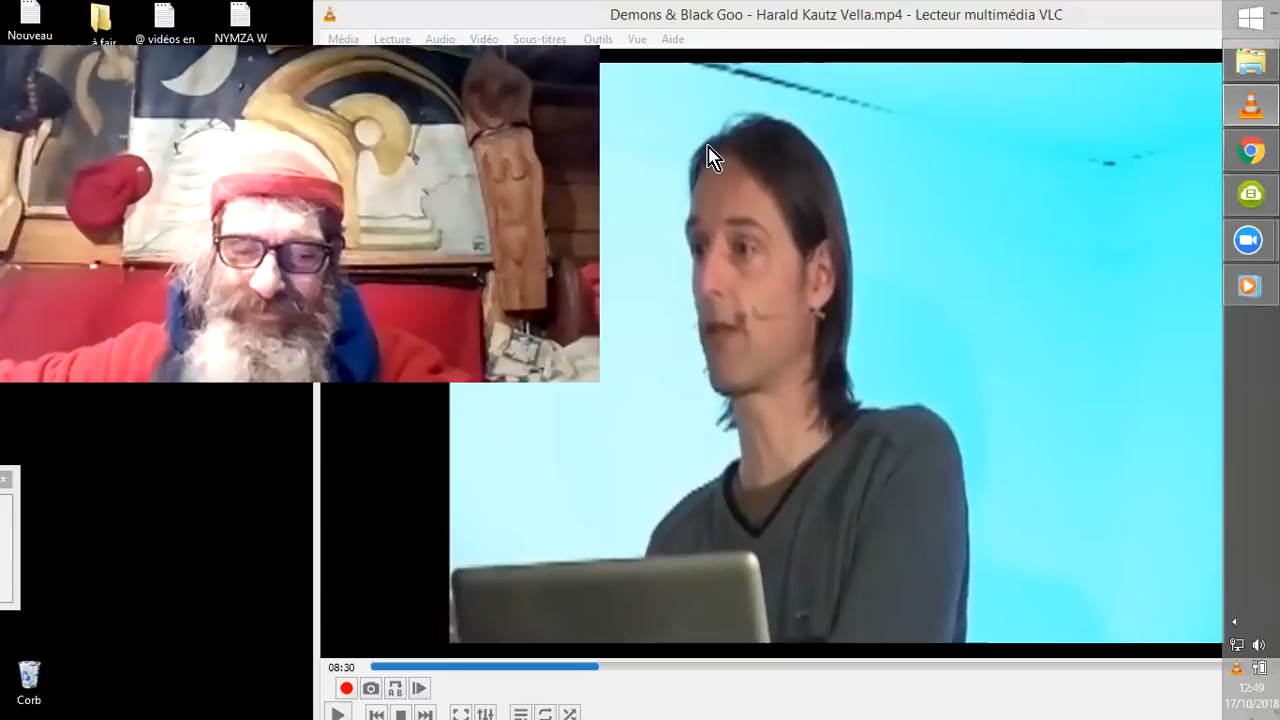 Demons & Black Goo - Harald Kautz Vella.mp4 - Lecteur multimédia VLC
Média Lecture Audio Vidéo Sous-titres Outils Vue Aide
Nouveau
à fair
@ vidéos en
NYMZA W
Corb
08:30
12:49
17/10/2018